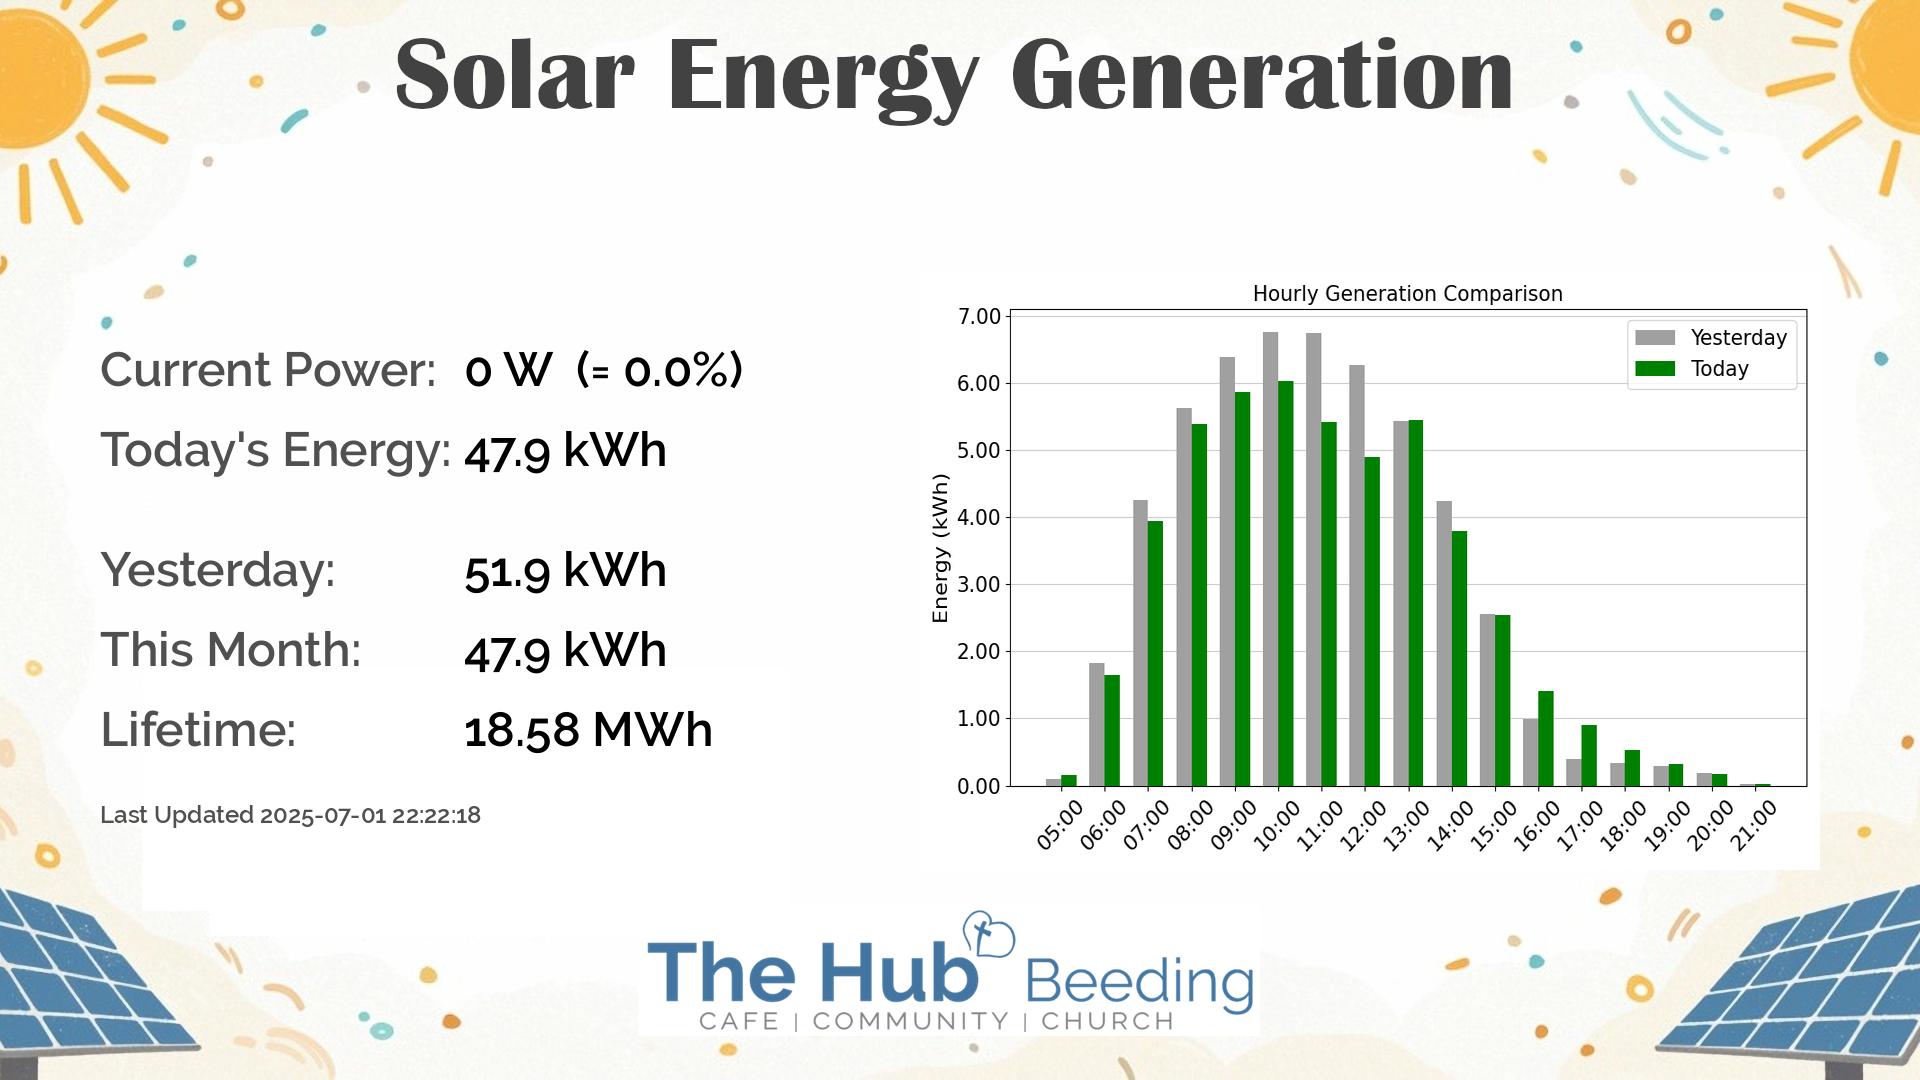 Solar Energy Generation
Current Power: 0 W (= 0.0%)
Today's Energy: 47.9 kWh
Yesterday: 51.9 kWh
This Month: 47.9 kWh
Lifetime: 18.58 MWh
Last Updated 2025-07-01 22:22:18
Hourly Generation Comparison
Yesterday
Today
Energy (kWh)
7.00
6.00
5.00
4.00
3.00
2.00
1.00
0.00
05:00 06:00 07:00 08:00 09:00 10:00 11:00 12:00 13:00 14:00 15:00 16:00 17:00 18:00 19:00 20:00 21:00
The Hub Beeding
CAFE | COMMUNITY | CHURCH